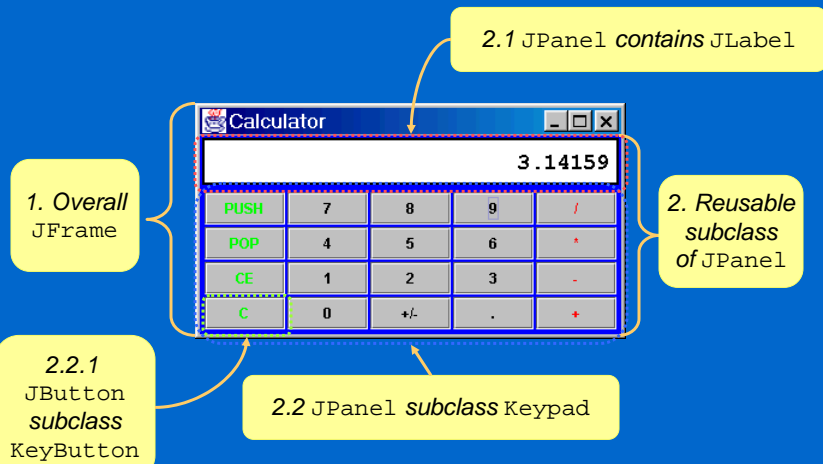 2.1 JPanel contains JLabel
Calculator
3.14159
1. Overall
JFrame
PUSH 7 8 9 /
POP 4 5 6 *
CE 1 2 3 -
C 0 +/- . +
2. Reusable
subclass
of JPanel
2.2.1
JButton
subclass
KeyButton
2.2 JPanel subclass Keypad